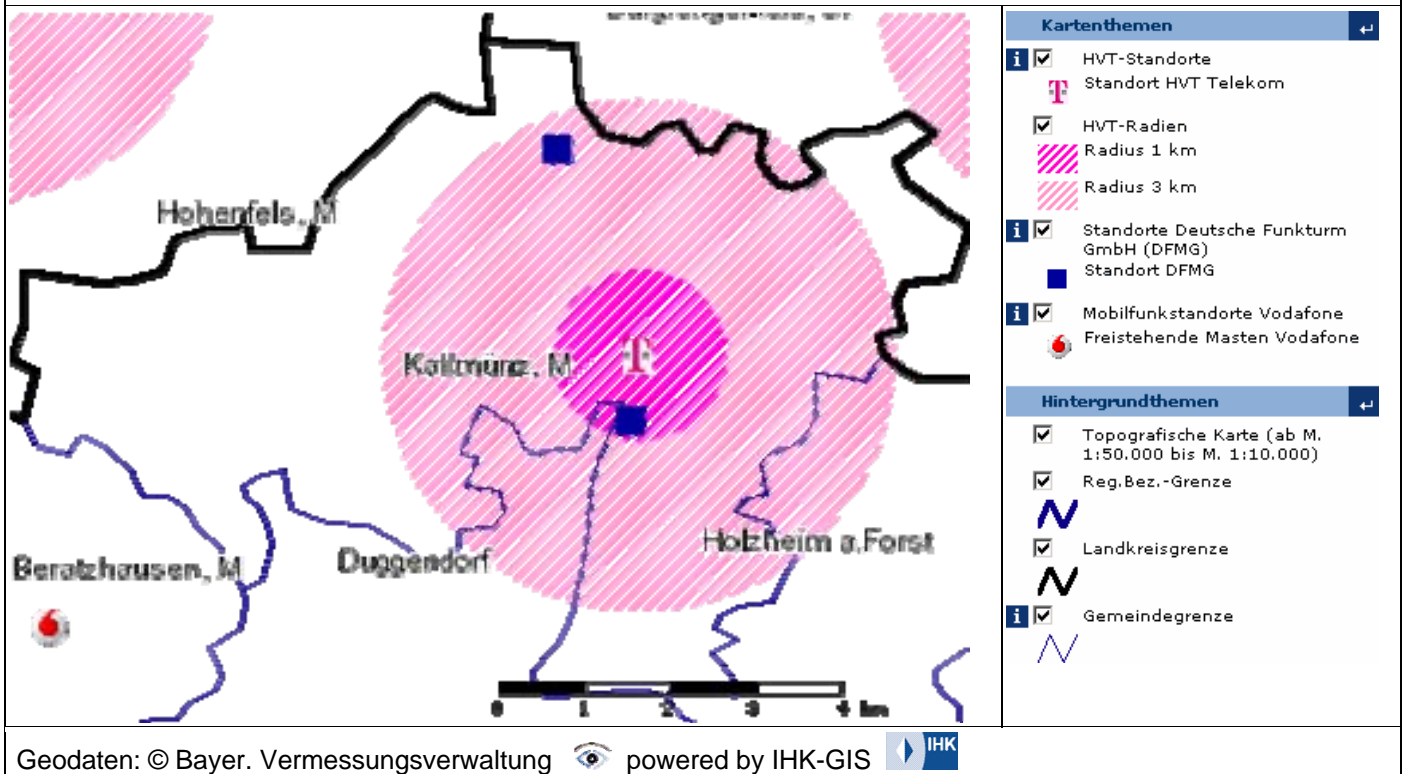 Hohenfels, M
Kallmünz, M
Beratzhausen, M
Duggendorf
Holzheim a.Forst
0 1 2 3 4 km
Kartenthemen
HVT-Standorte
Standort HVT Telekom
HVT-Radien
Radius 1 km
Radius 3 km
Standorte Deutsche Funkturm
GmbH (DFMG)
Standort DFMG
Mobilfunkstandorte Vodafone
Freistehende Masten Vodafone
Hintergrundthemen
Topografische Karte (ab M.
1:50.000 bis M. 1:10.000)
Reg.Bez.-Grenze
Landkreisgrenze
Gemeindegrenze
Geodaten: © Bayer. Vermessungsverwaltung powered by IHK-GIS IHK